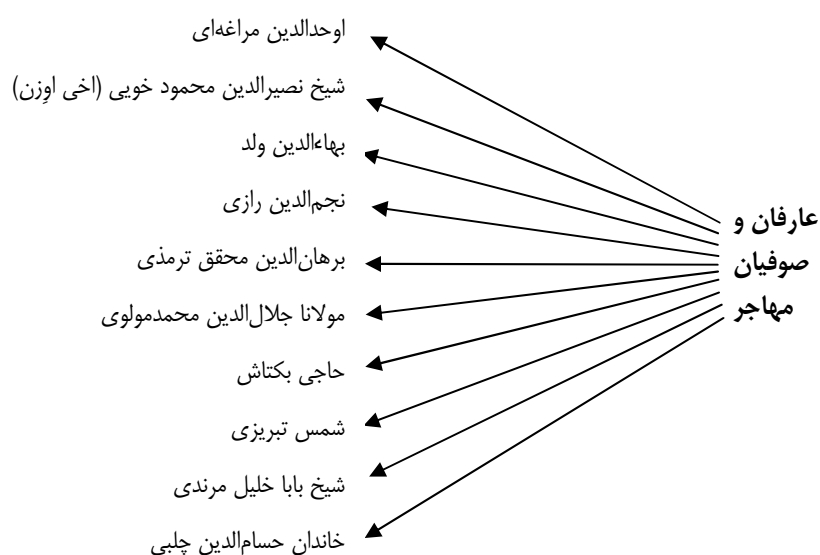 عارفان و
صوفیان
مهاجر
اوحدالدین مراغه‌ای
شیخ نصیرالدین محمود خویی (اخی اوِزن)
بهاءالدین ولد
نجم‌الدین رازی
برهان‌الدین محقق ترمذی
مولانا جلال‌الدین محمدمولوی
حاجی بکتاش
شمس تبریزی
شیخ بابا خلیل مرندی
خاندان حسام‌الدین چلبی